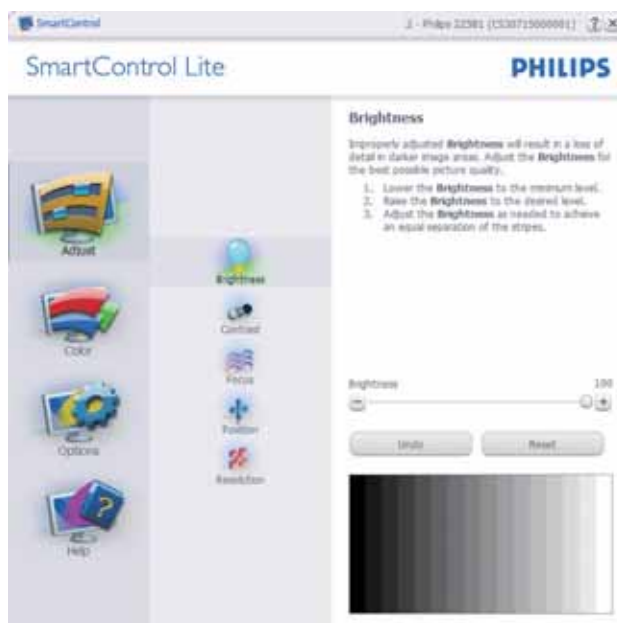 SmartControl
2 - Philips
SmartControl Lite
PHILIPS
Adjust
Color
Options
Help
Brightness
Contrast
Focus
Position
Resolution
Brightness
Improperly adjusted Brightness will result in a loss of
detail in darker image areas. Adjust the Brightness for
the best possible picture quality.
1. Lower the Brightness to the minimum level.
2. Raise the Brightness to the desired level.
3. Adjust the Brightness as needed to achieve
an equal separation of the stripes.
Brightness 100
Undo Reset